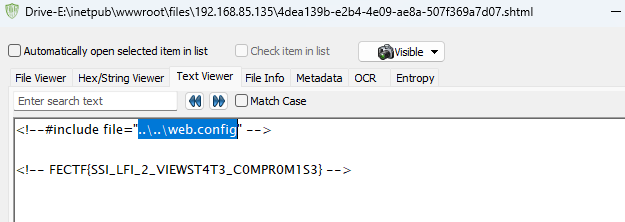 Drive-E:\inetpub\wwwroot\files\192.168.85.135\4dea139b-e2b4-4e09-ae8a-507f369a7d07.shtml
Automatically open selected item in list Check item in list Visible
File Viewer Hex/String Viewer Text Viewer File Info Metadata OCR Entropy
Enter search text Match Case
<!--#include file="..\..\web.config" -->
<!-- FECTF{SSI_LFI_2_VIEWST4T3_C0MPR0M1S3} -->